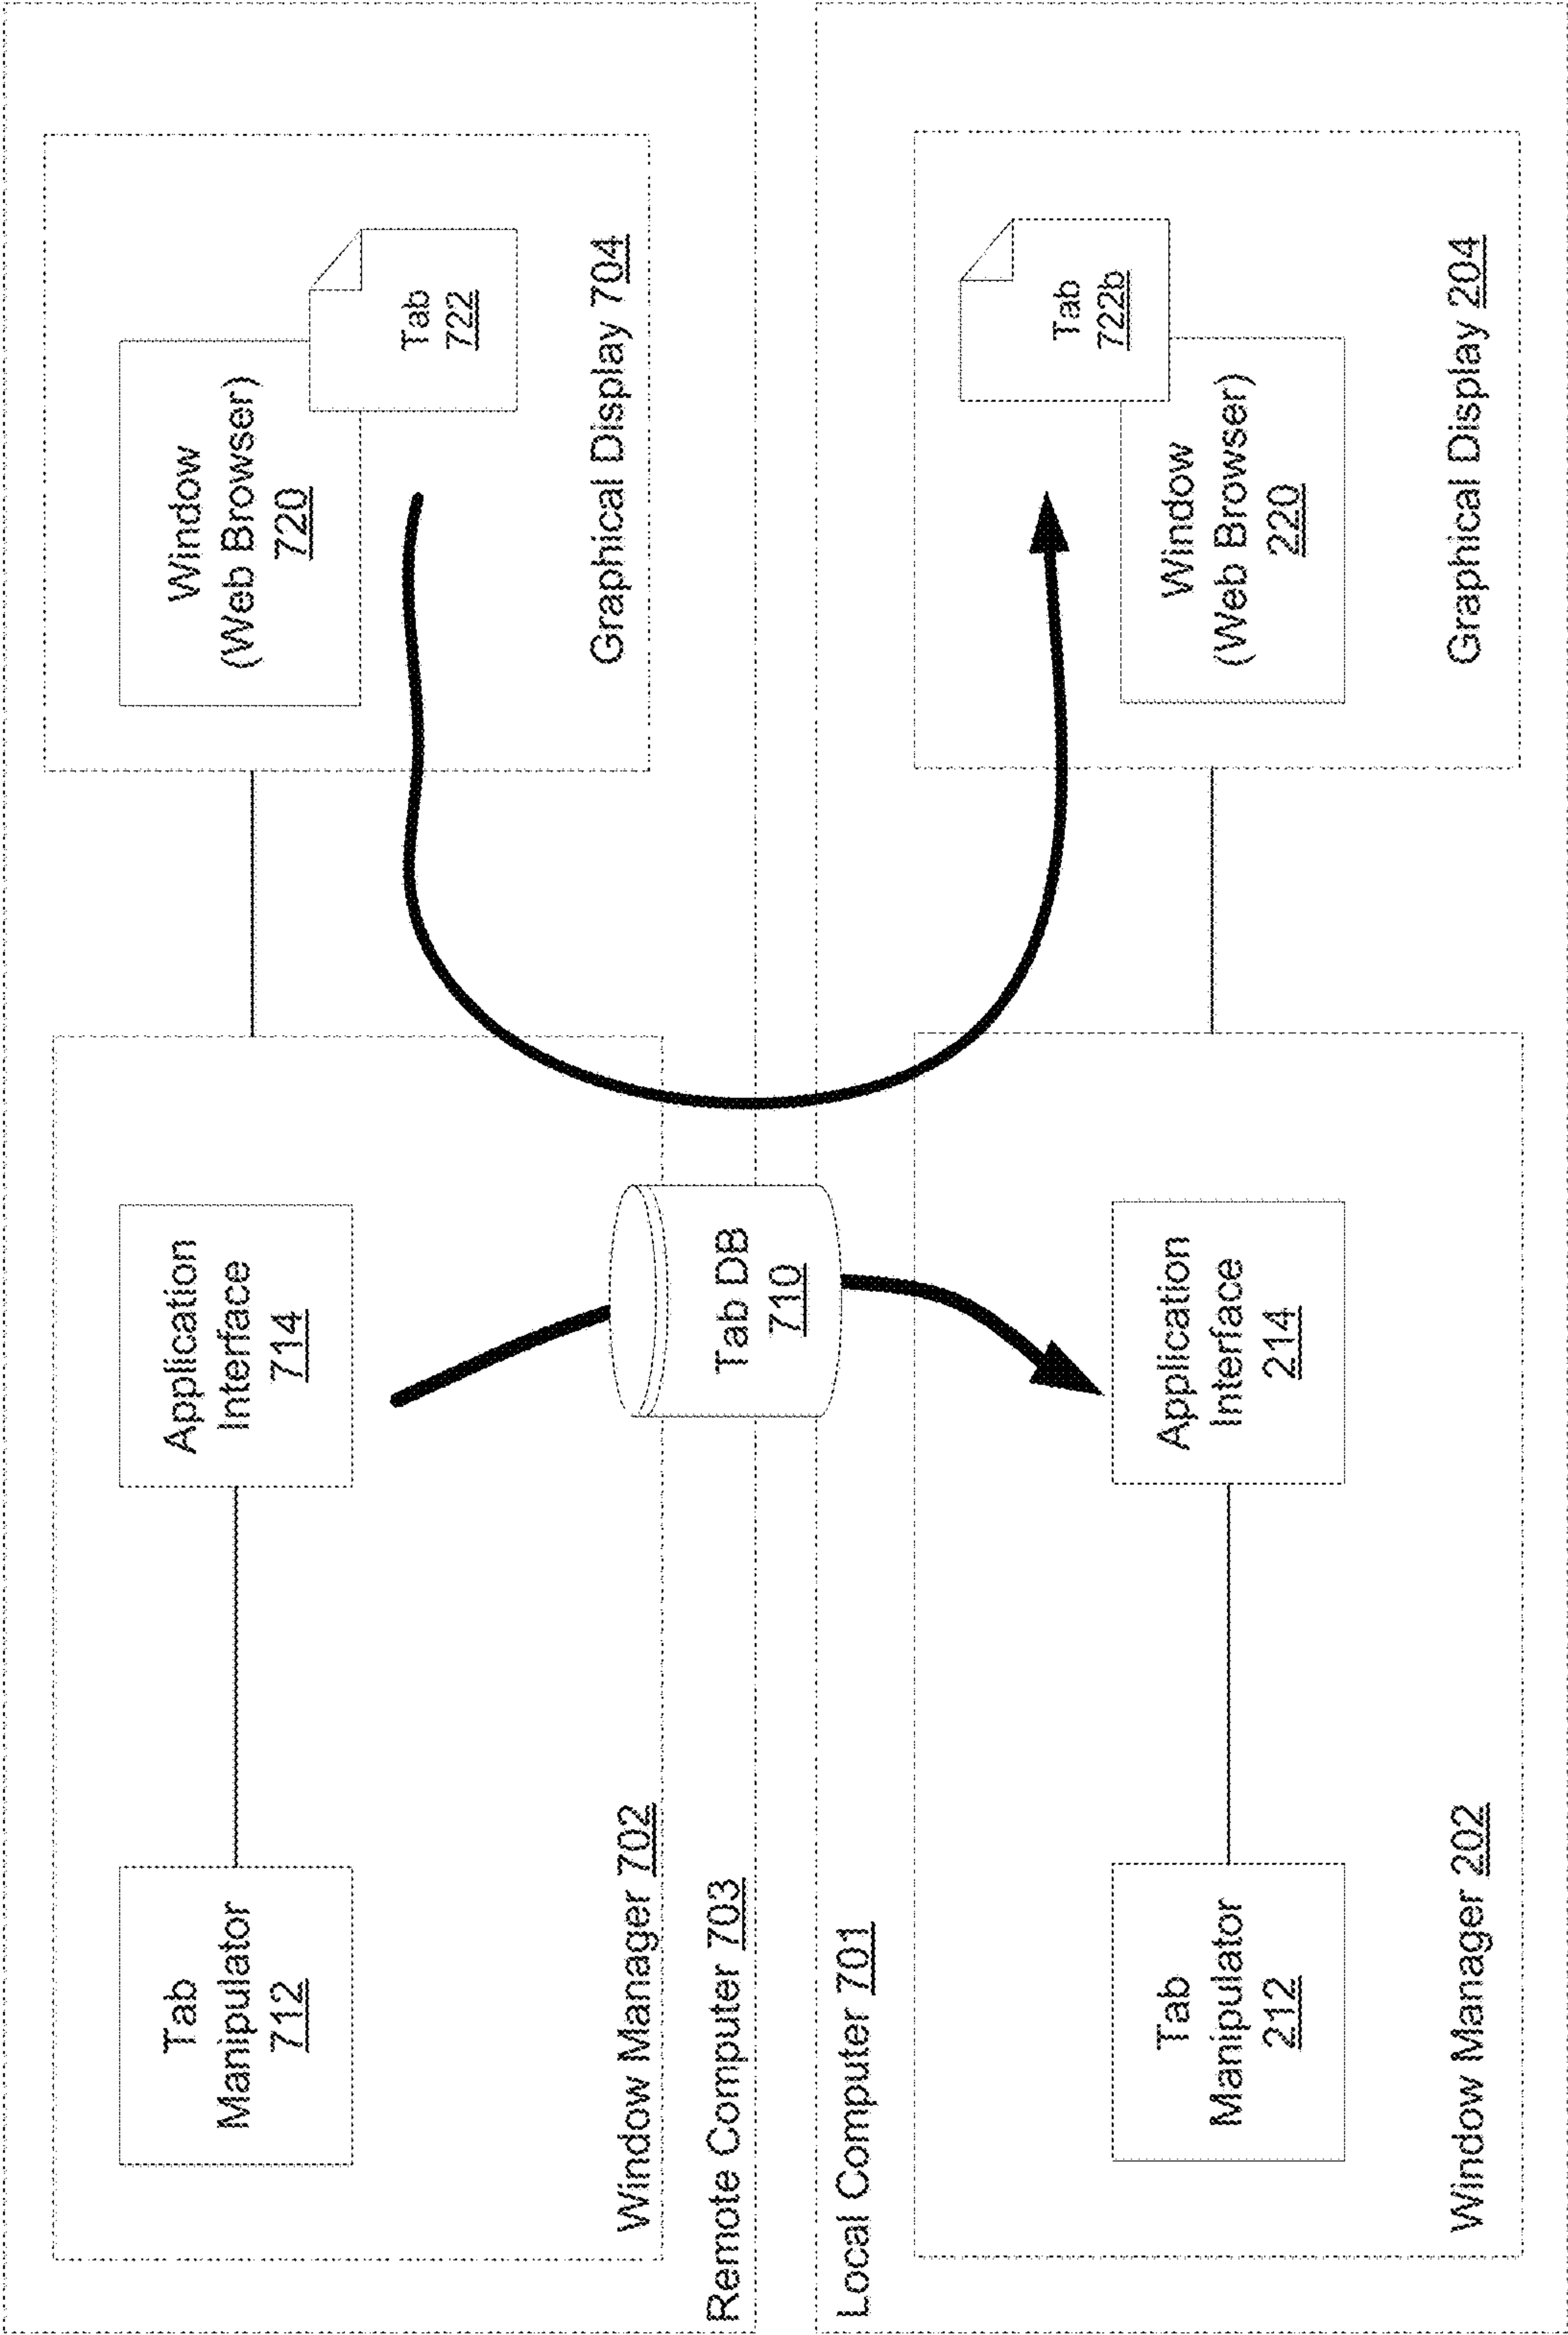 Tab
Manipulator
712
Application
Interface
714
Window
(Web Browser)
720
Tab
722
Window Manager 702
Graphical Display 704
Remote Computer 703
Tab DB
710
Local Computer 701
Tab
Manipulator
212
Application
Interface
214
Tab
722b
Window
(Web Browser)
220
Window Manager 202
Graphical Display 204